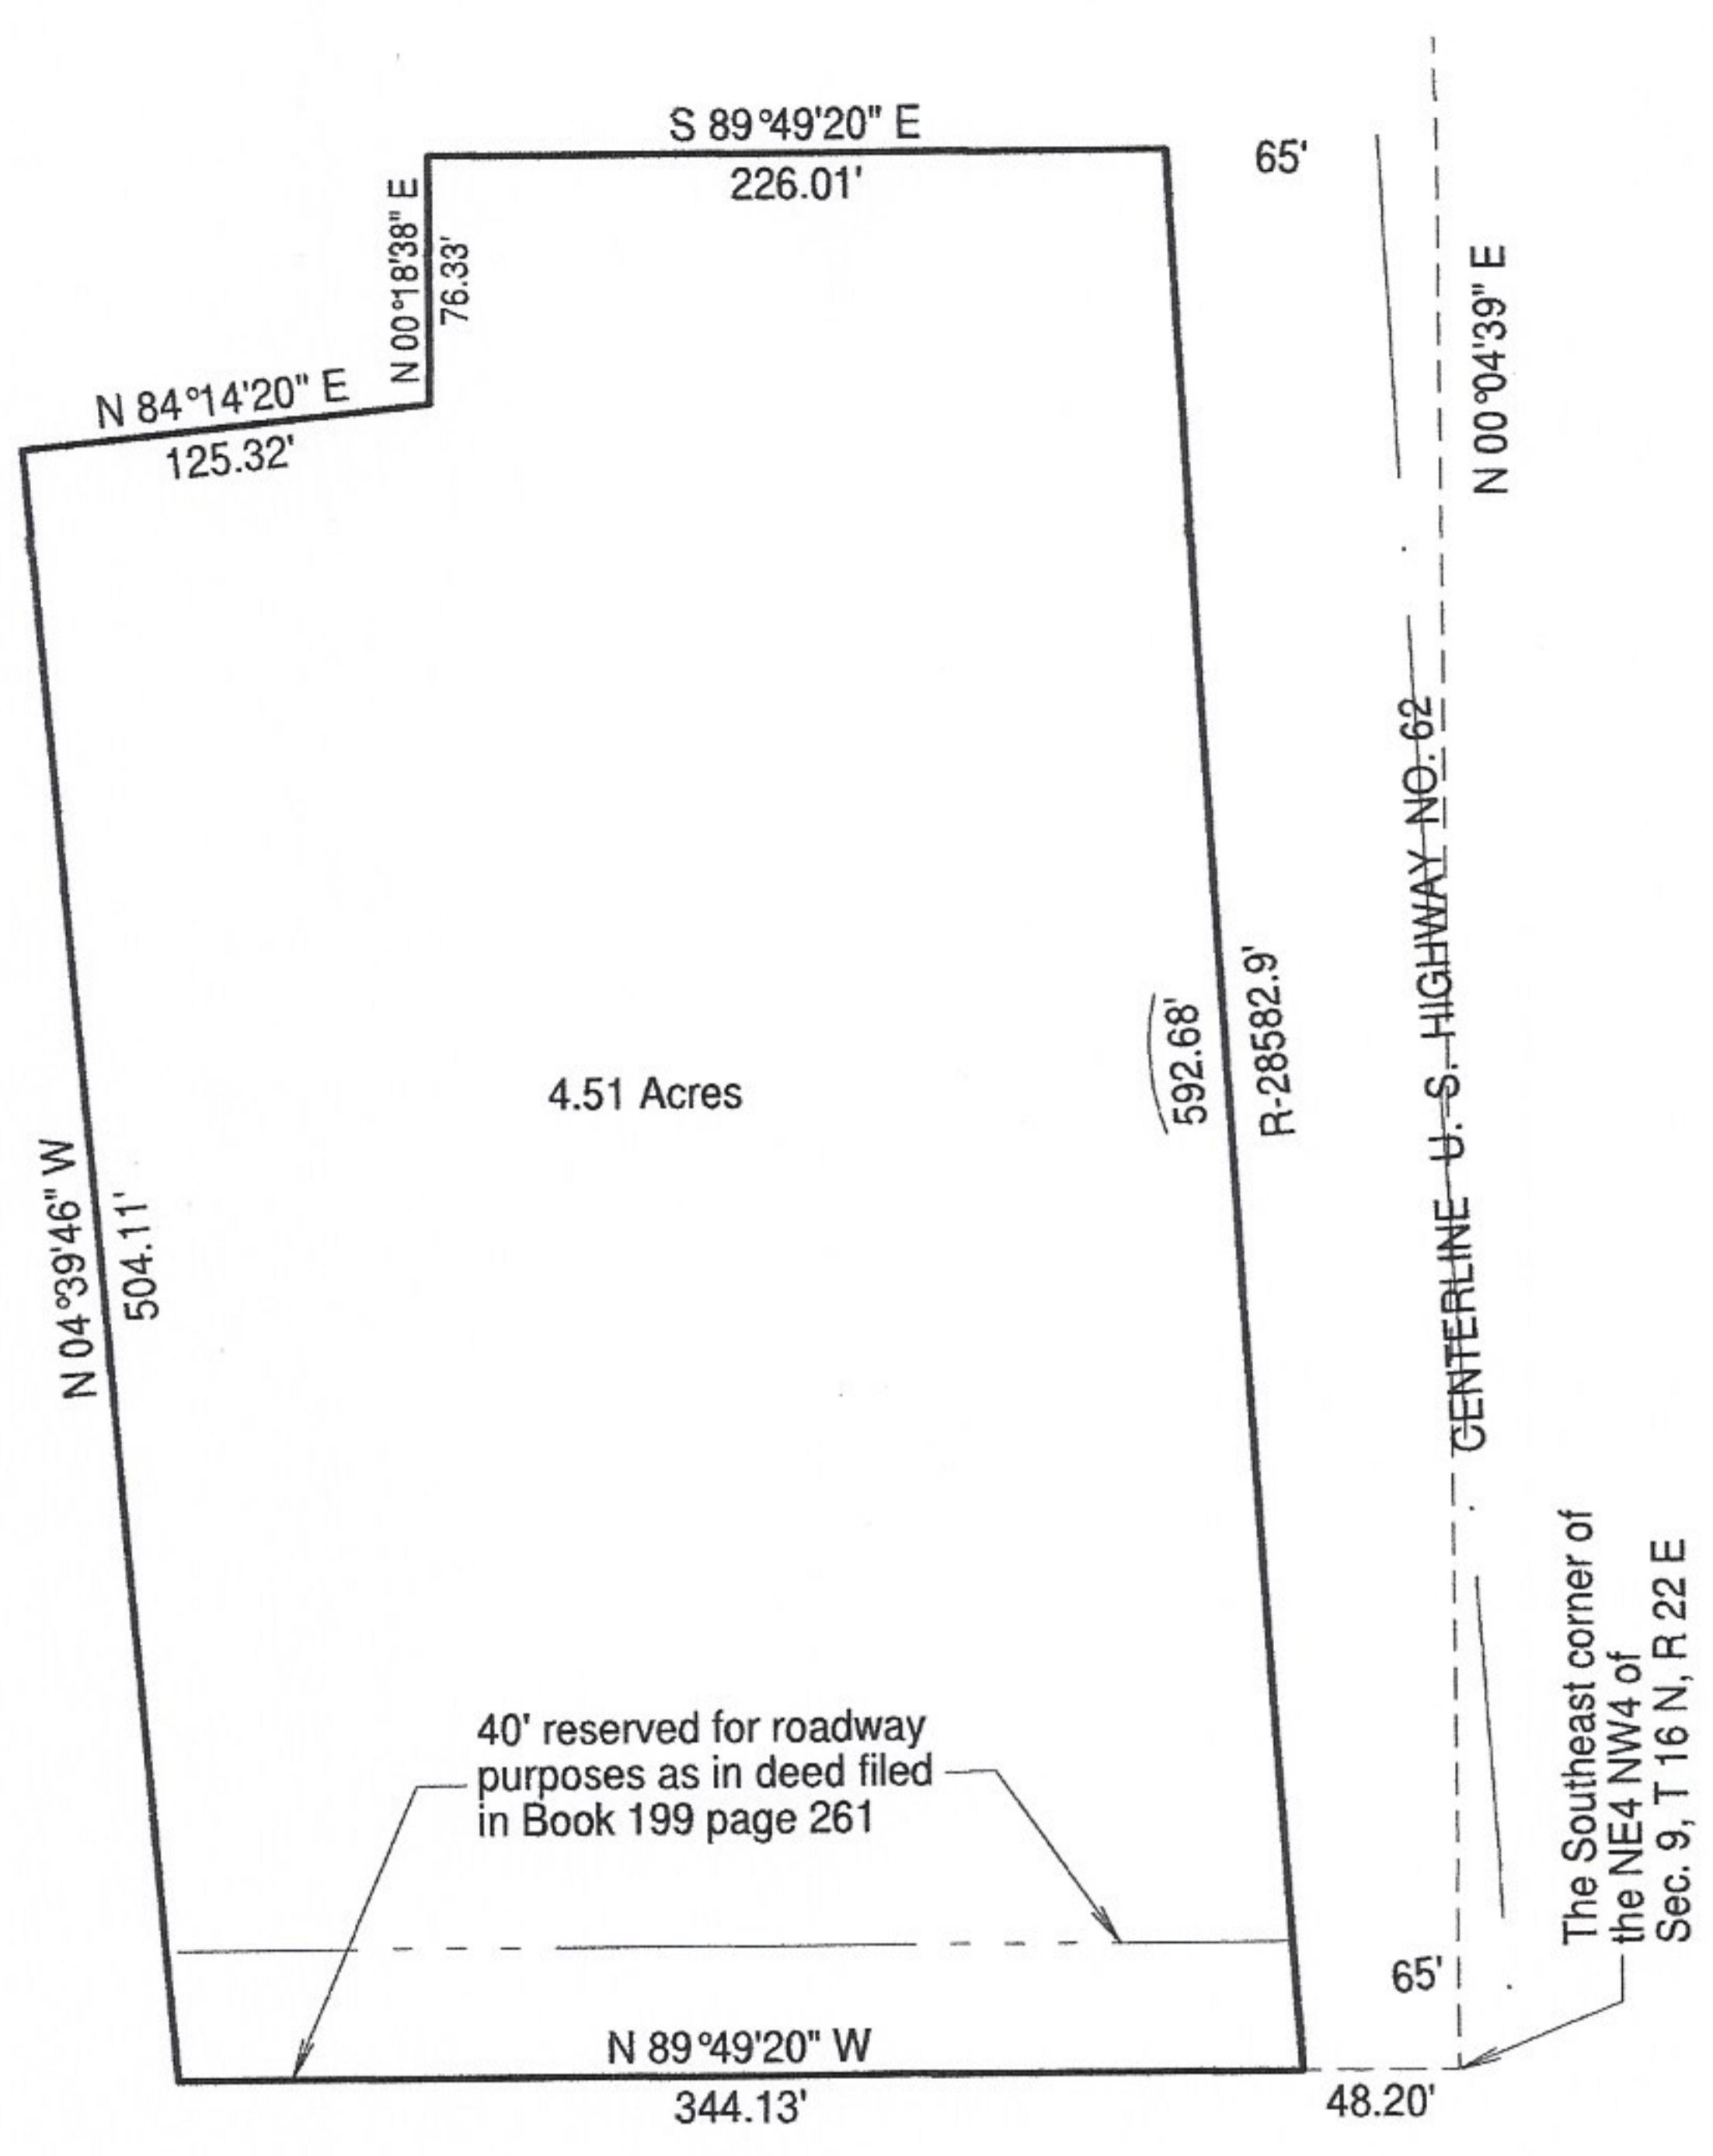 S 89°49'20" E
226.01'
65'
N 00°18'38" E
76.33'
N 00°04'39" E
N 84°14'20" E
125.32'
CENTERLINE U. S. HIGHWAY NO. 62
592.68'
R-28582.9'
4.51 Acres
N 04°39'46" W
504.11'
The Southeast corner of
the NE4 NW4 of
Sec. 9, T 16 N, R 22 E
40' reserved for roadway
purposes as in deed filed
in Book 199 page 261
65'
N 89°49'20" W
344.13'
48.20'